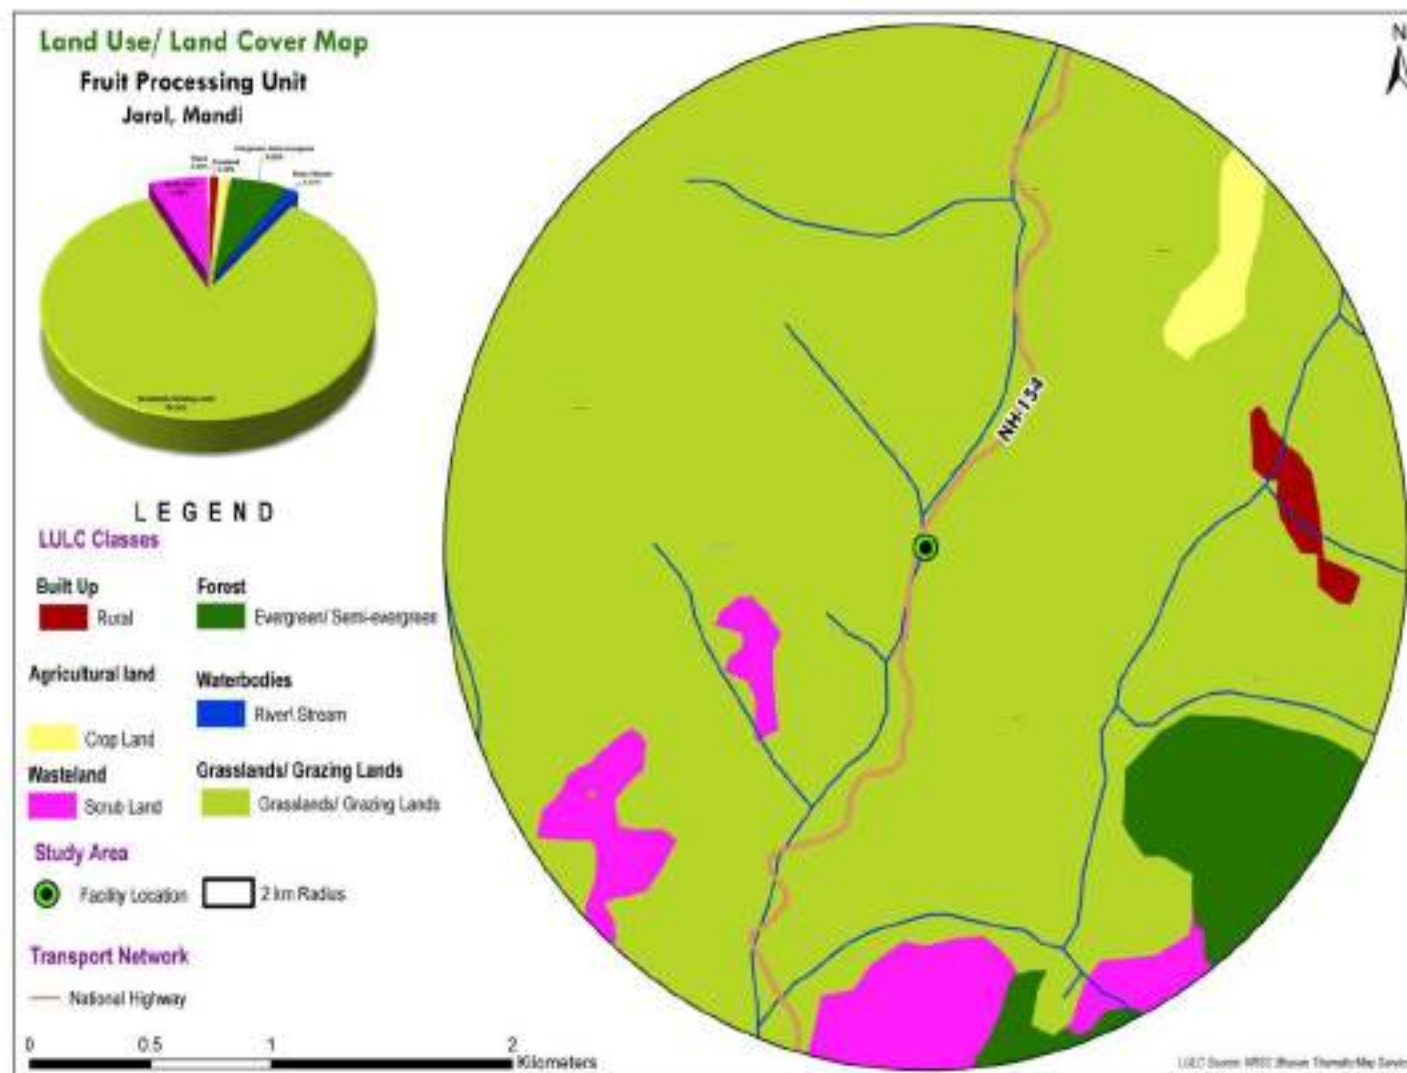 Land Use/ Land Cover Map
Fruit Processing Unit
Jarol, Mandi
N
NH-154
L E G E N D
LULC Classes
Built Up
Rural
Forest
Evergreen/ Semi-evergreen
Agricultural land
Crop Land
Waterbodies
River\ Stream
Wasteland
Scrub Land
Grasslands/ Grazing Lands
Grasslands/ Grazing Lands
Study Area
Facility Location
2 km Radius
Transport Network
National Highway
0 0.5 1 2
Kilometers